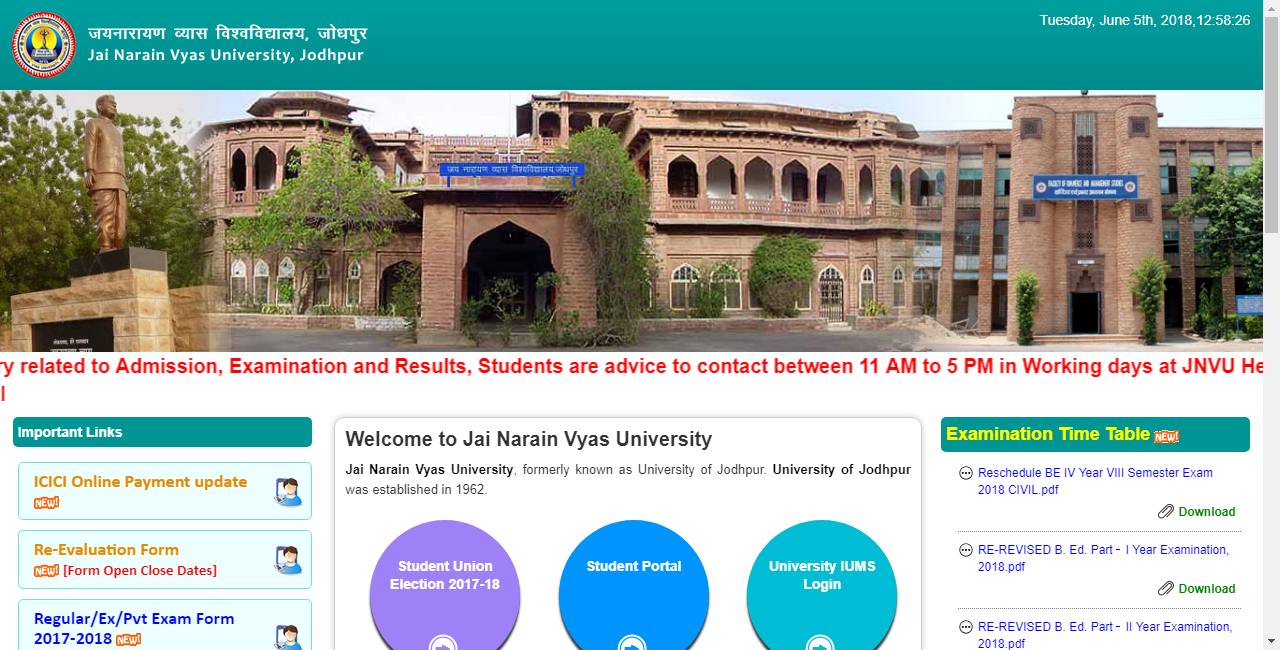 जयनारायण व्यास विश्वविद्यालय, जोधपुर
Jai Narain Vyas University, Jodhpur
Tuesday, June 5th, 2018,12:58:26
जय नारायण व्यास विश्वविद्यालय,जोधपुर
FACULTY OF COMMERCE AND MANAGEMENT STUDIES
ry related to Admission, Examination and Results, Students are advice to contact between 11 AM to 5 PM in Working days at JNVU He
Important Links
ICICI Online Payment update
NEW!
Re-Evaluation Form
NEW! [Form Open Close Dates]
Regular/Ex/Pvt Exam Form
2017-2018 NEW!
Welcome to Jai Narain Vyas University
Jai Narain Vyas University, formerly known as University of Jodhpur. University of Jodhpur
was established in 1962.
Student Union
Election 2017-18
Student Portal
University IUMS
Login
Examination Time Table NEW!
Reschedule BE IV Year VIII Semester Exam
2018 CIVIL.pdf
Download
RE-REVISED B. Ed. Part - I Year Examination,
2018.pdf
Download
RE-REVISED B. Ed. Part - II Year Examination,
2018.pdf